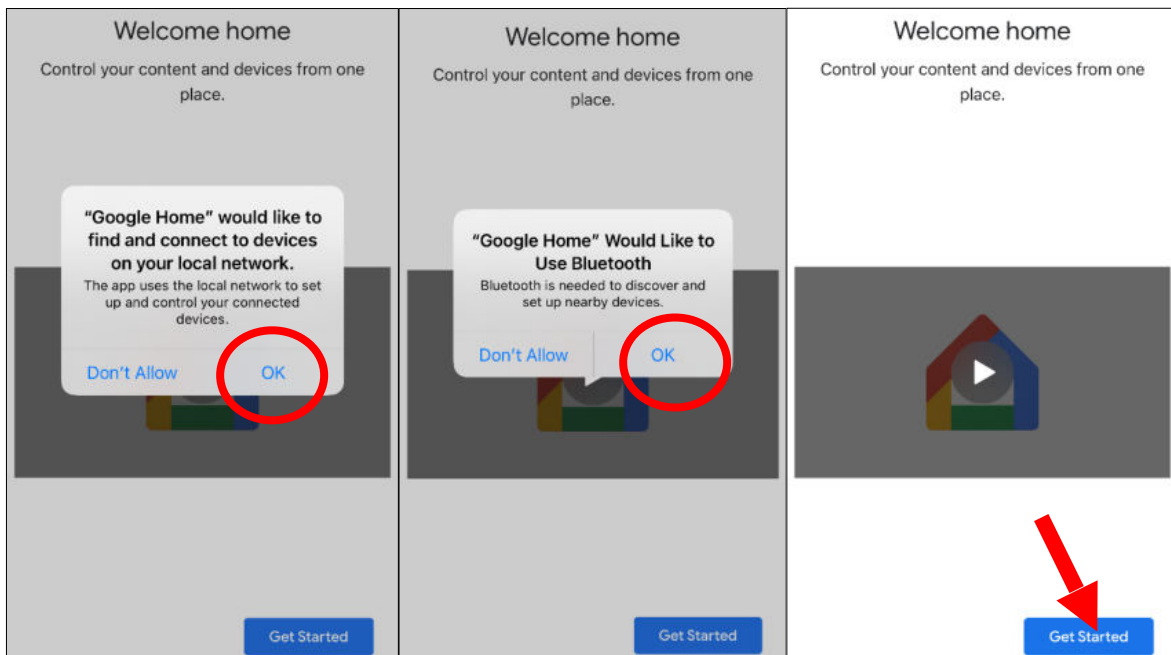 Welcome home
Control your content and devices from one
place.
“Google Home” would like to
find and connect to devices
on your local network.
The app uses the local network to set
up and control your connected
devices.
Don't Allow
OK
Get Started
Welcome home
Control your content and devices from one
place.
“Google Home” Would Like to
Use Bluetooth
Bluetooth is needed to discover and
set up nearby devices.
Don't Allow
OK
Get Started
Welcome home
Control your content and devices from one
place.
Get Started